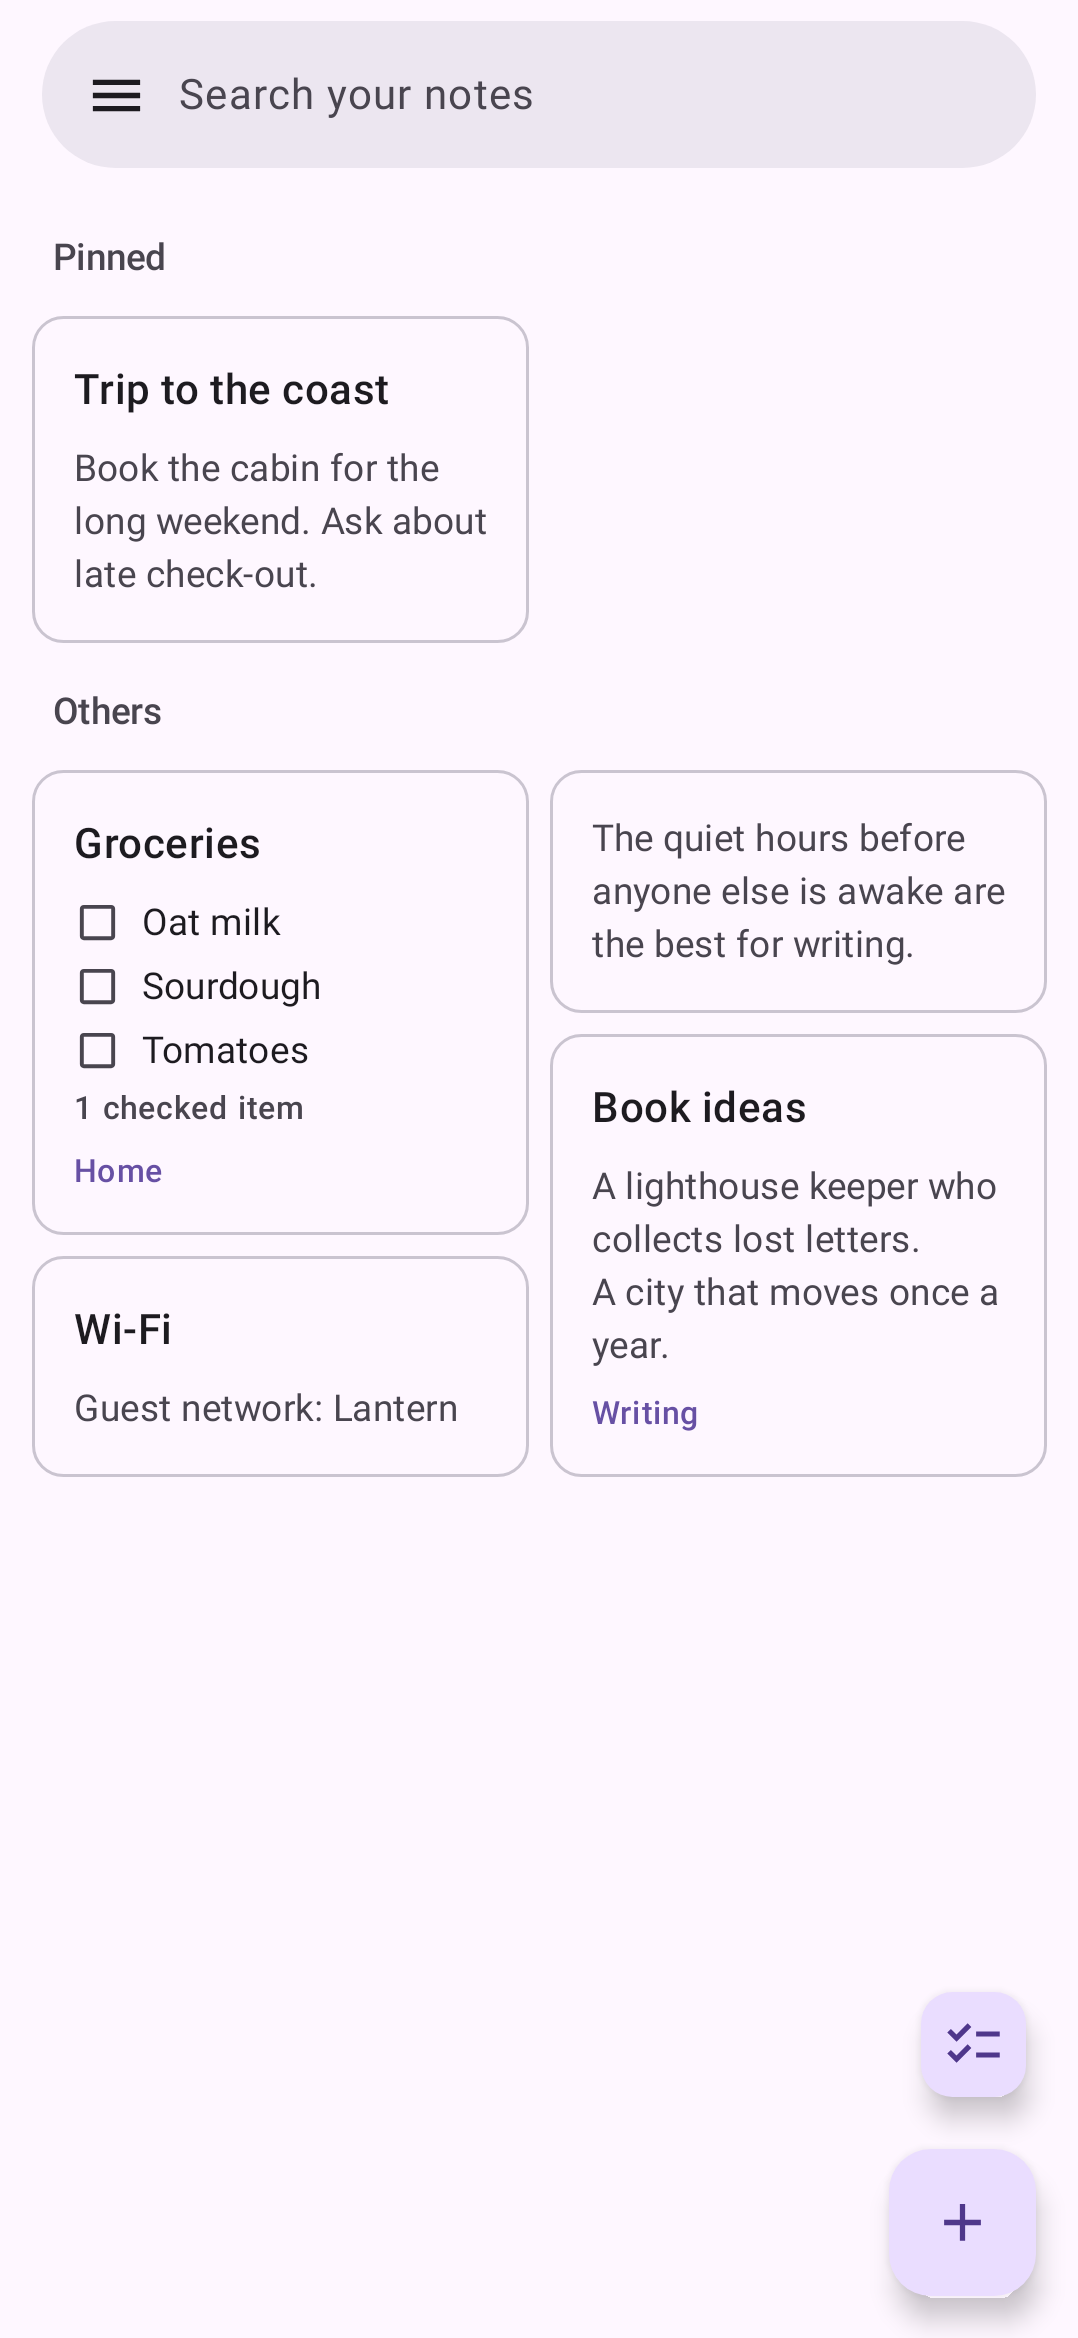 Search your notes
Pinned
Trip to the coast
Book the cabin for the
long weekend. Ask about
late check-out.
Others
Groceries
Oat milk
Sourdough
Tomatoes
1 checked item
Home
Wi-Fi
Guest network: Lantern
The quiet hours before
anyone else is awake are
the best for writing.
Book ideas
A lighthouse keeper who
collects lost letters.
A city that moves once a
year.
Writing